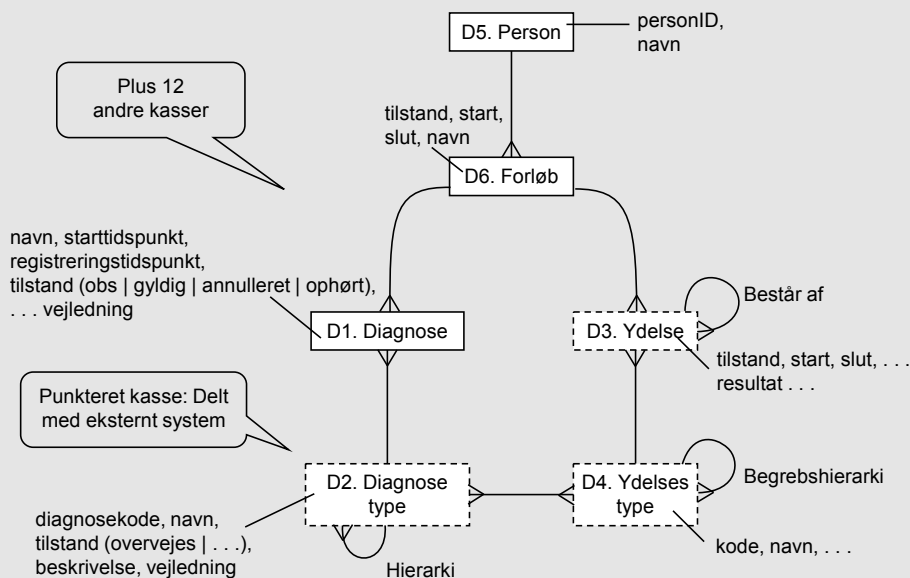 D5. Person
personID,
navn
Plus 12
andre kasser
tilstand, start,
slut, navn
D6. Forløb
navn, starttidspunkt,
registreringstidspunkt,
tilstand (obs | gyldig | annulleret | ophørt),
. . . vejledning
Består af
D1. Diagnose
D3. Ydelse
tilstand, start, slut, . . .
resultat . . .
Punkteret kasse: Delt
med eksternt system
D2. Diagnose
type
D4. Ydelses
type
Begrebshierarki
diagnosekode, navn,
tilstand (overvejes | . . .),
beskrivelse, vejledning
kode, navn, . . .
Hierarki